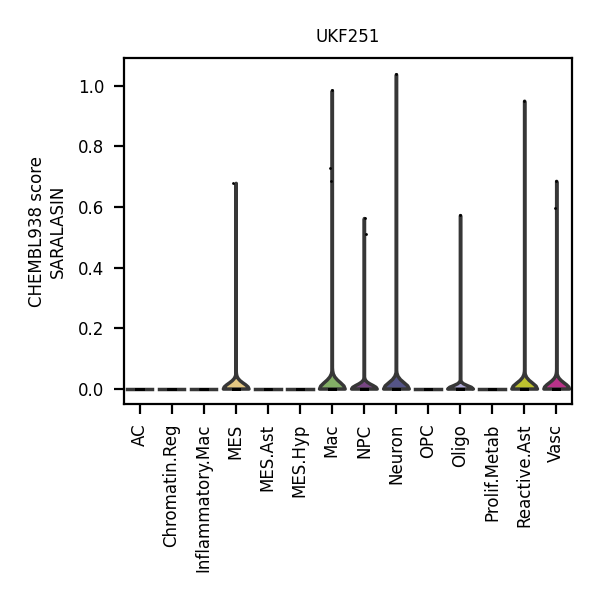 UKF251
CHEMBL938 score
SARALASIN
1.0
0.8
0.6
0.4
0.2
0.0
AC
Chromatin.Reg
Inflammatory.Mac
MES
MES.Ast
MES.Hyp
Mac
NPC
Neuron
OPC
Oligo
Prolif.Metab
Reactive.Ast
Vasc